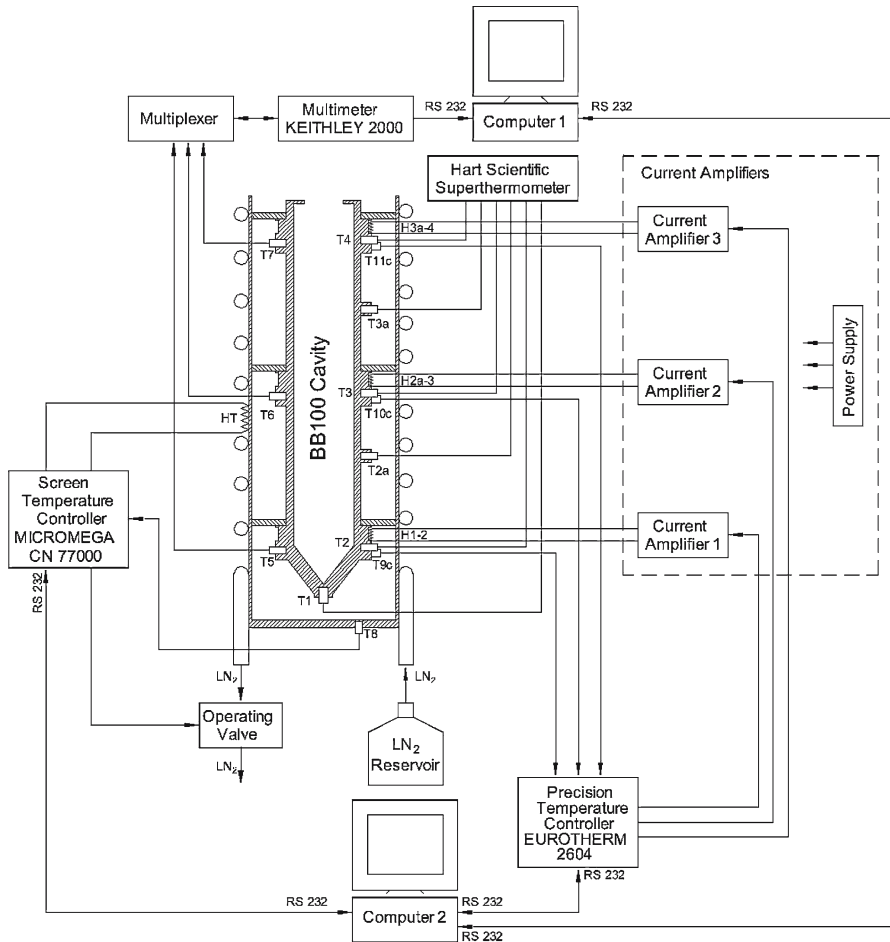 RS 232
RS 232
Multiplexer
Multimeter
KEITHLEY 2000
Computer 1
Hart Scientific
Superthermometer
Current Amplifiers
Current
Amplifier 3
H3a-4
T4
T7
T11c
T3a
BB100 Cavity
Power Supply
Current
Amplifier 2
H2a-3
T3
T6
T10c
HT
T2a
Screen
Temperature
Controller
MICROMEGA
CN 77000
Current
Amplifier 1
H1-2
T2
T5
T9c
T1
T8
RS 232
LN2
LN2
Operating
Valve
LN2
LN2
Reservoir
Precision
Temperature
Controller
EUROTHERM
2604
RS 232
RS 232
RS 232
Computer 2
RS 232